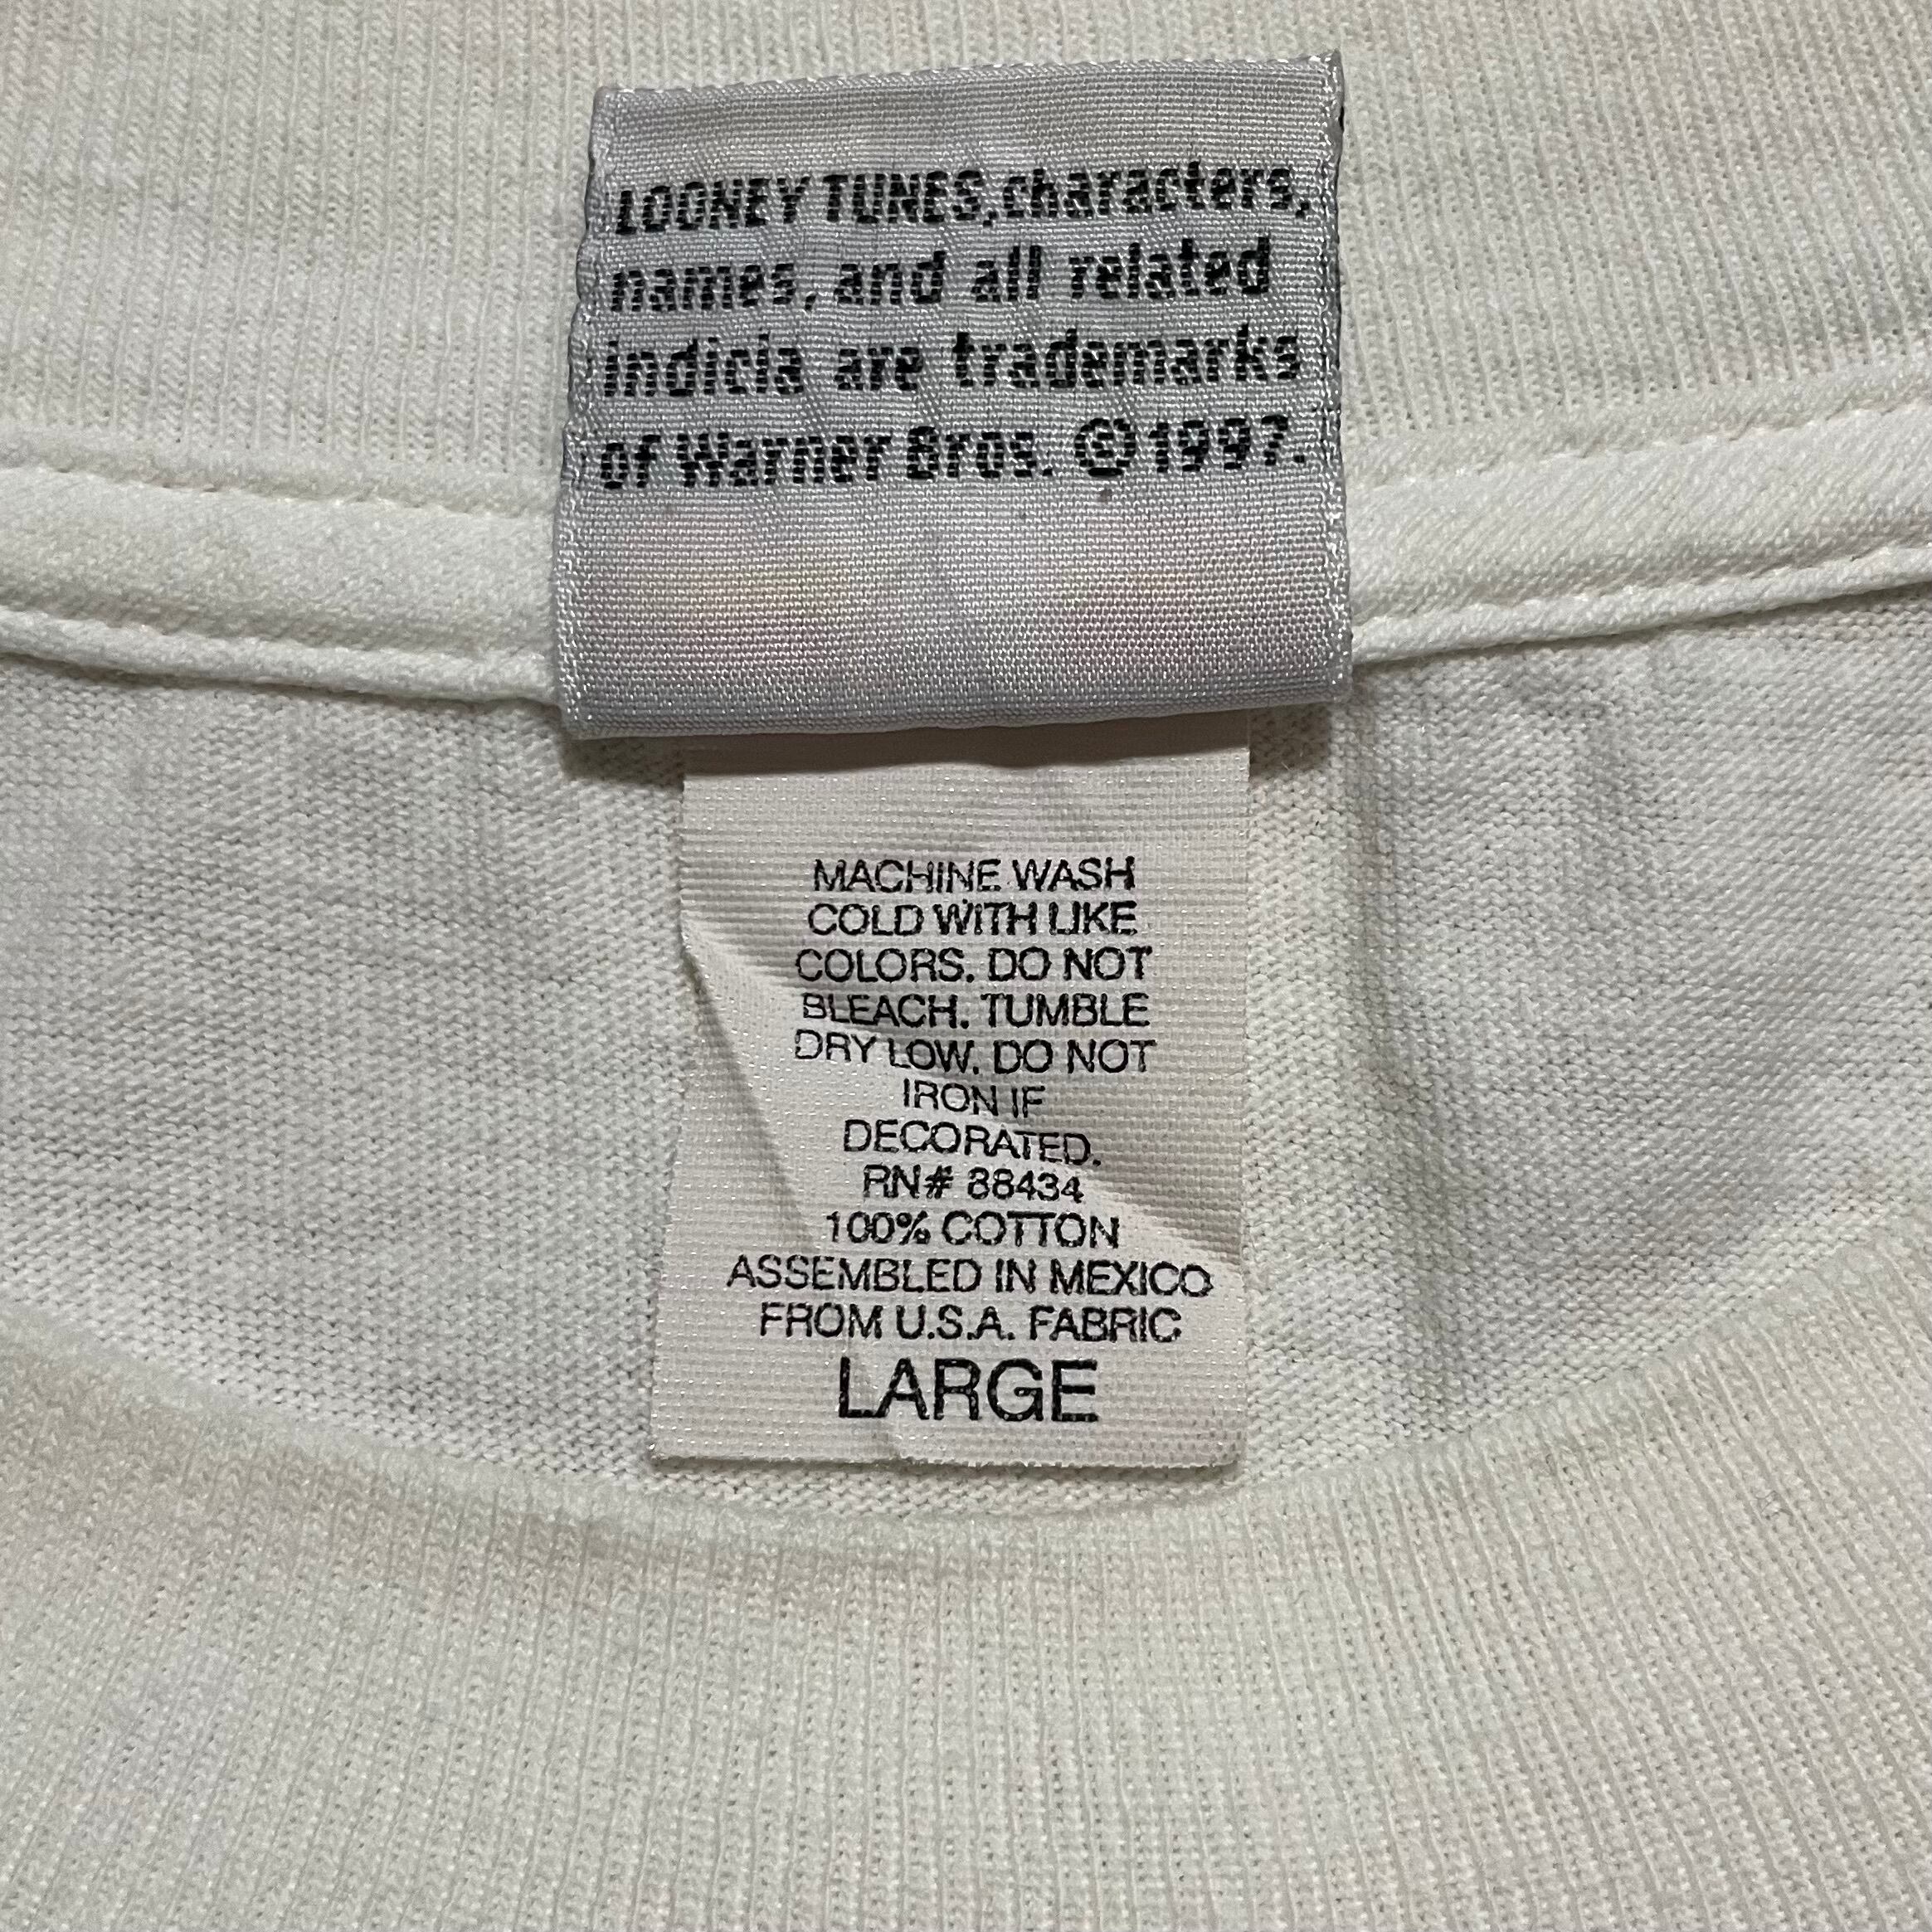 LOONEY TUNES, characters,
names, and all related
indicia are trademarks
of Warner Bros. ©1997.
MACHINE WASH
COLD WITH LIKE
COLORS. DO NOT
BLEACH. TUMBLE
DRY LOW. DO NOT
IRON IF
DECORATED.
RN# 88434
100% COTTON
ASSEMBLED IN MEXICO
FROM U.S.A. FABRIC
LARGE